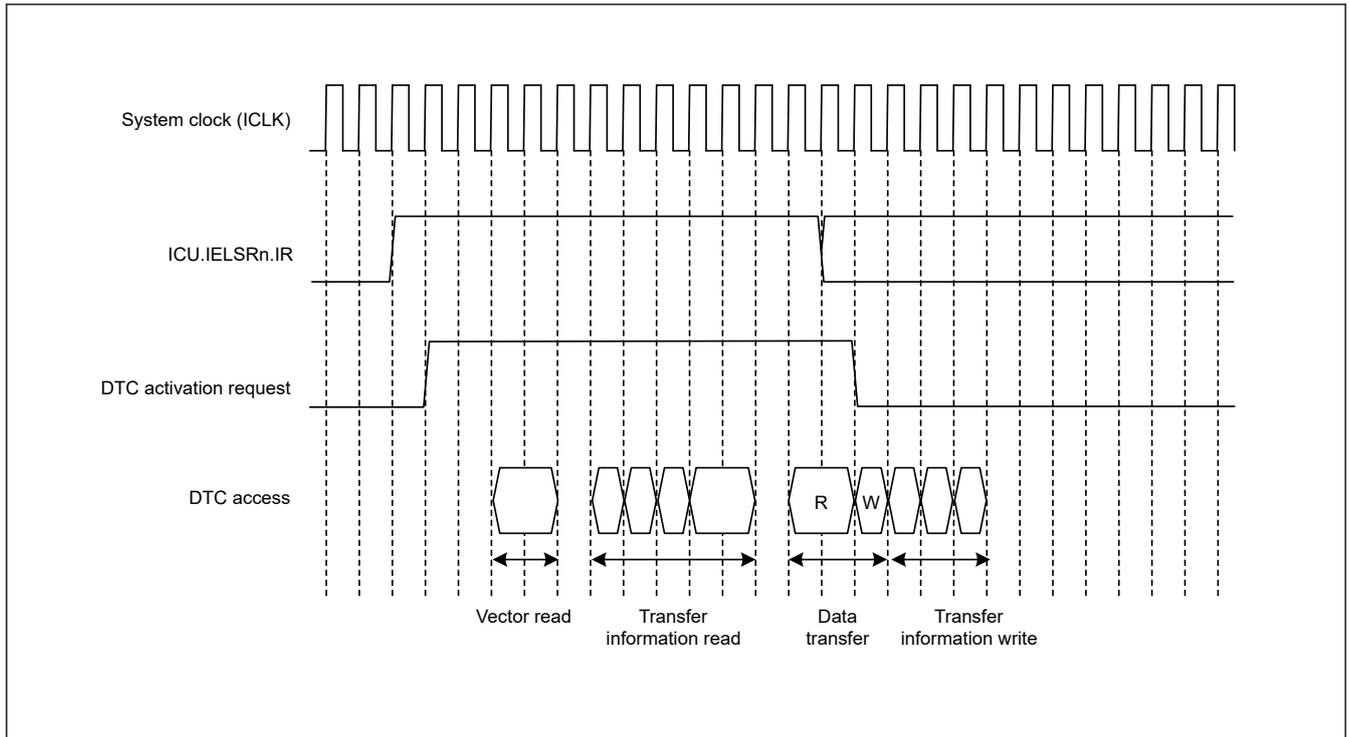 System clock (ICLK)
ICU.IELSRn.IR
DTC activation request
DTC access
R
W
Vector read
Transfer
information read
Data
transfer
Transfer
information write